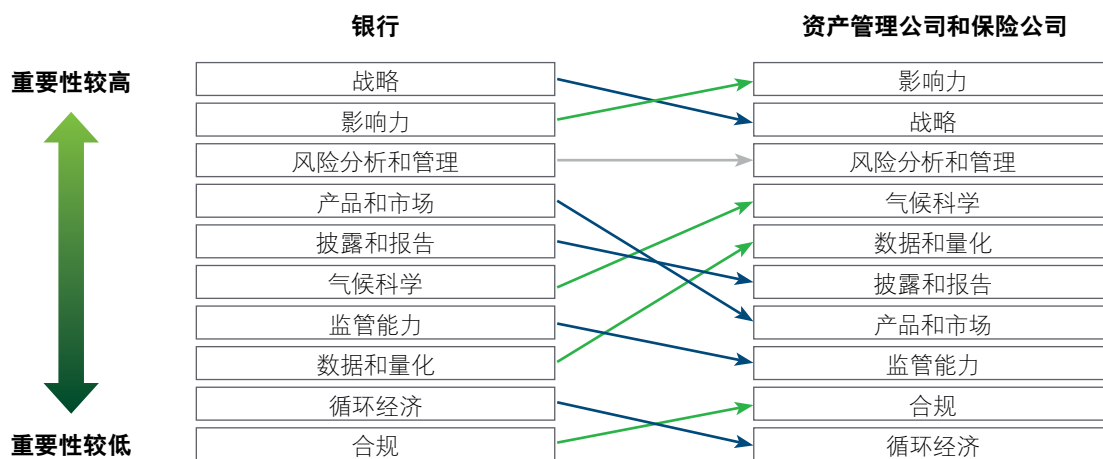 银行
资产管理公司和保险公司
重要性较高
战略
影响力
影响力
战略
风险分析和管理
风险分析和管理
产品和市场
气候科学
披露和报告
数据和量化
气候科学
披露和报告
监管能力
产品和市场
数据和量化
监管能力
循环经济
合规
重要性较低
合规
循环经济